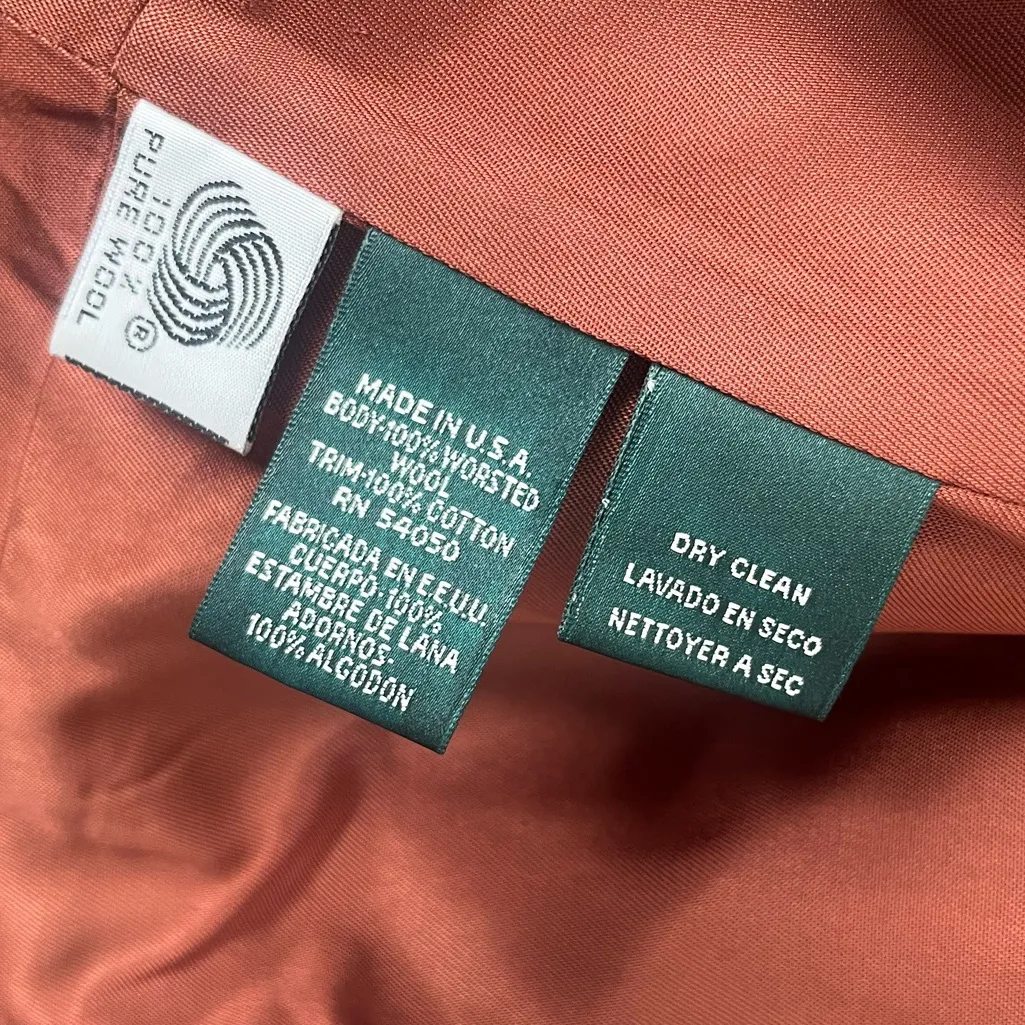 100%
PURE WOOL
®
MADE IN U.S.A.
BODY-100% WORSTED
WOOL
TRIM-100% COTTON
RN 54050
FABRICADA EN E.E.U.U.
CUERPO-100%
ESTAMBRE DE LANA
ADORNOS-
100% ALGODON
DRY CLEAN
LAVADO EN SECO
NETTOYER A SEC